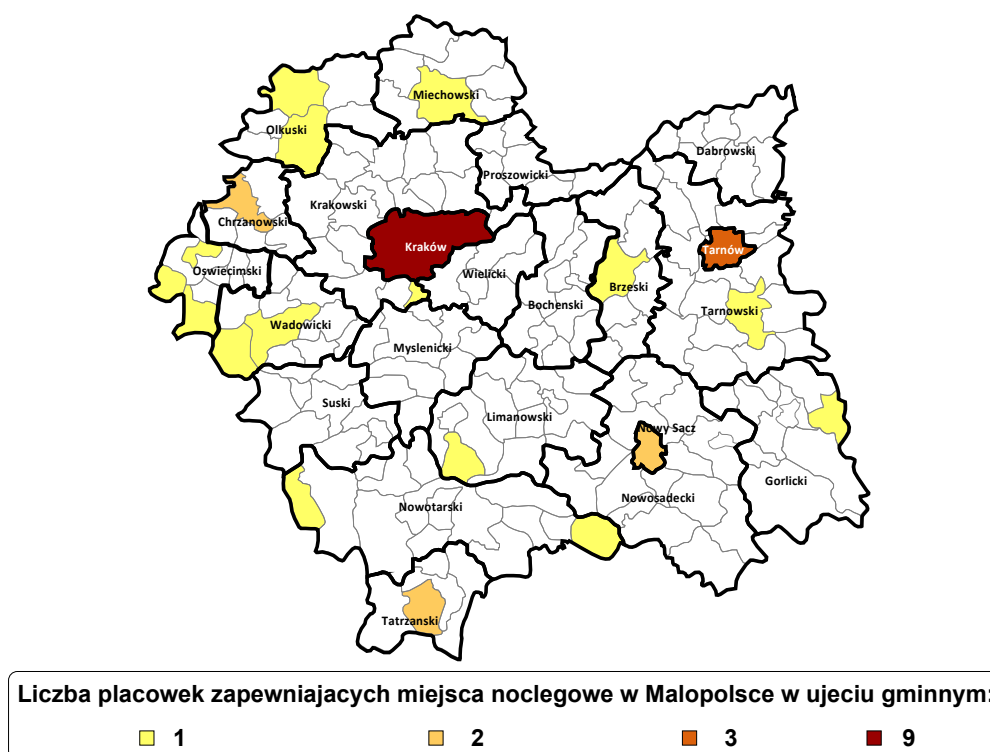 Miechowski
Olkuski
Dabrowski
Proszowicki
Krakowski
Chrzanowski
Kraków
Tarnów
Oswiecimski
Wielicki
Brzeski
Bochenski
Tarnowski
Wadowicki
Myslenicki
Suski
Limanowski
Nowy Sacz
Gorlicki
Nowosadecki
Nowotarski
Tatrzanski
Liczba placowek zapewniajacych miejsca noclegowe w Malopolsce w ujeciu gminnym:
1 2 3 9